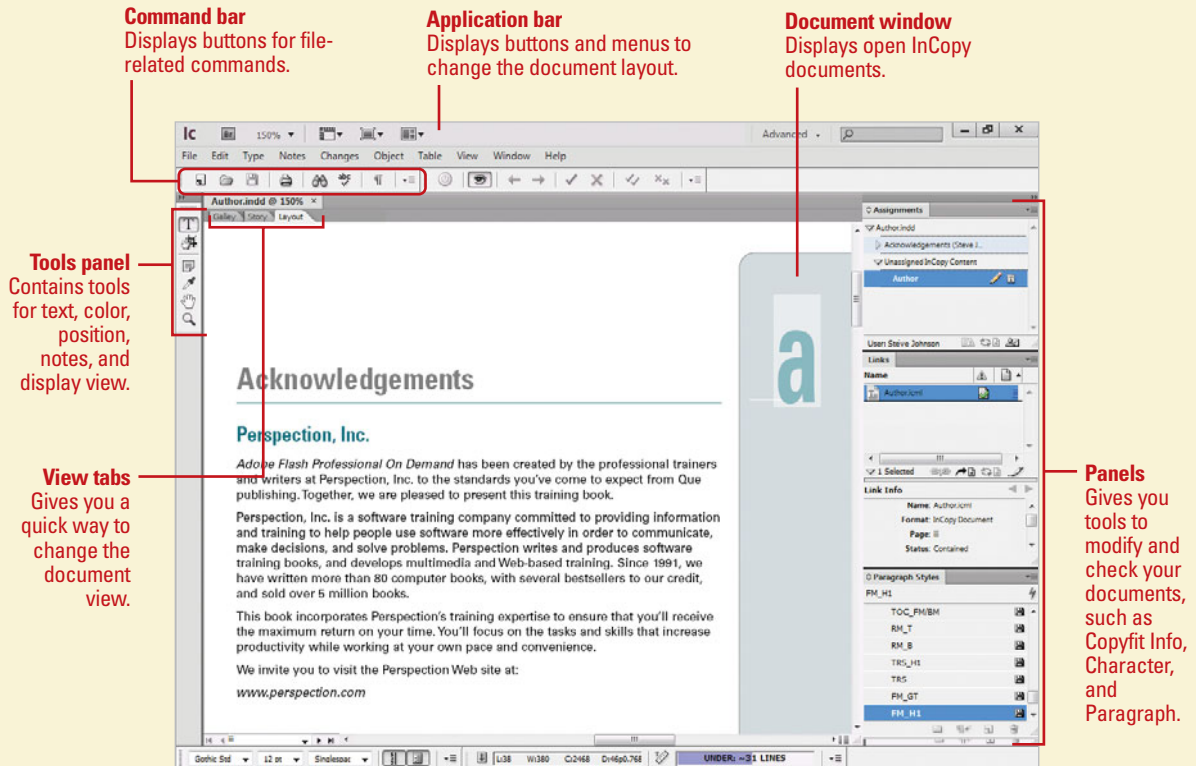 Command bar
Displays buttons for file-
related commands.
Application bar
Displays buttons and menus to
change the document layout.
Document window
Displays open InCopy
documents.
Ic Br 150% Advanced
File Edit Type Notes Changes Object Table View Window Help
Author.indd @ 150% ×
Galley Story Layout
Tools panel
Contains tools
for text, color,
position,
notes, and
display view.
View tabs
Gives you a
quick way to
change the
document
view.
a
Acknowledgements
Perspection, Inc.
Adobe Flash Professional On Demand has been created by the professional trainers
and writers at Perspection, Inc. to the standards you've come to expect from Que
publishing. Together, we are pleased to present this training book.
Perspection, Inc. is a software training company committed to providing information
and training to help people use software more effectively in order to communicate,
make decisions, and solve problems. Perspection writes and produces software
training books, and develops multimedia and Web-based training. Since 1991, we
have written more than 80 computer books, with several bestsellers to our credit,
and sold over 5 million books.
This book incorporates Perspection's training expertise to ensure that you'll receive
the maximum return on your time. You'll focus on the tasks and skills that increase
productivity while working at your own pace and convenience.
We invite you to visit the Perspection Web site at:
www.perspection.com
Assignments
Author.indd
Acknowledgements (Steve J...
Unassigned InCopy Content
Author
User: Steve Johnson
Links
Name
Author.icml
1 Selected
Link Info
Name: Author.icml
Format: InCopy Document
Page: iii
Status: Contained
Paragraph Styles
FM_H1
TOC_FM/BM
RM_T
RM_B
TRS_H1
TRS
FM_GT
FM_H1
Panels
Gives you
tools to
modify and
check your
documents,
such as
Copyfit Info,
Character,
and
Paragraph.
Gothic Std 12 pt Singlespac L:38 W:380 C:2468 D:46p0.768 UNDER: ~31 LINES